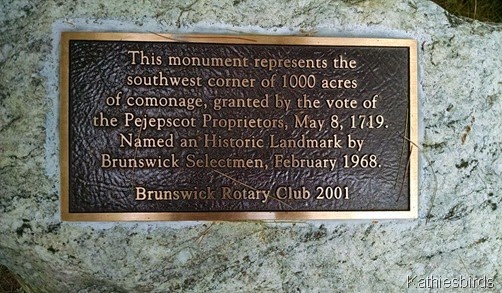 This monument represents the
southwest corner of 1000 acres
of comonage, granted by the vote of
the Pejepscot Proprietors, May 8, 1719.
Named an Historic Landmark by
Brunswick Selectmen, February 1968.
Brunswick Rotary Club 2001
Kathiesbirds